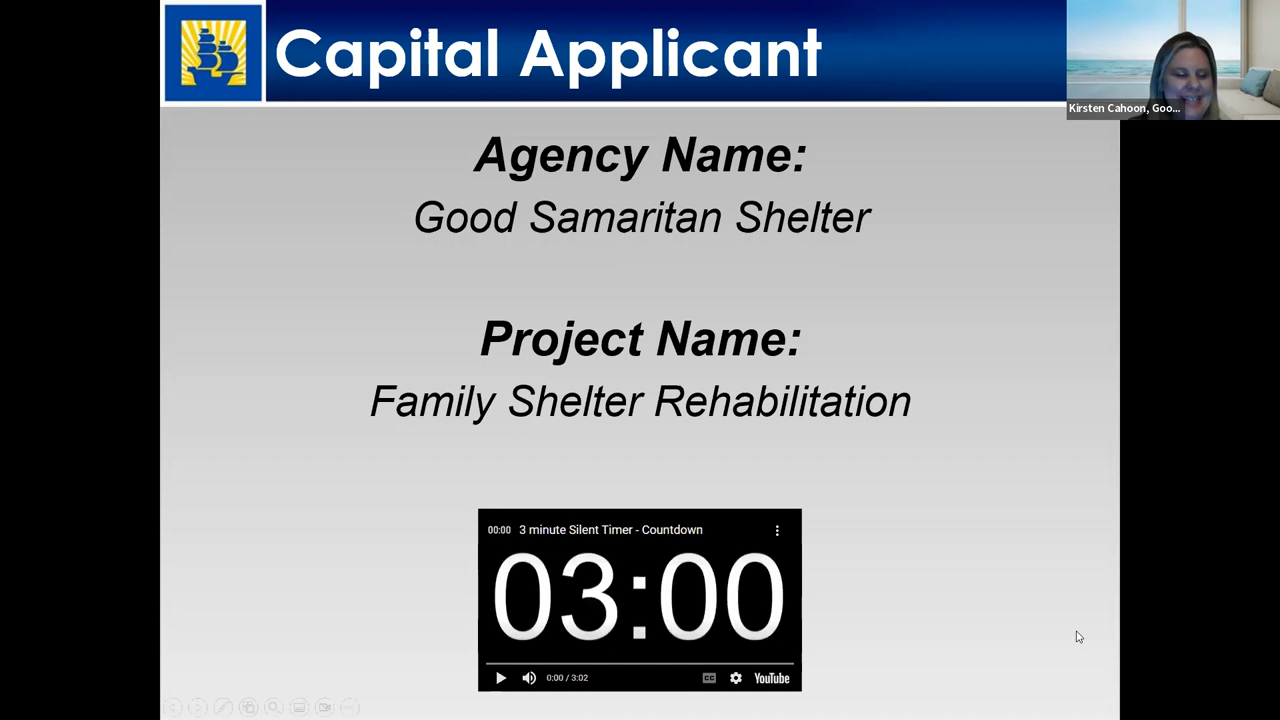 Capital Applicant
Kirsten Cahoon, Goo...
Agency Name:
Good Samaritan Shelter
Project Name:
Family Shelter Rehabilitation
00:00 3 minute Silent Timer - Countdown
03:00
0:00 / 3:02
CC
YouTube